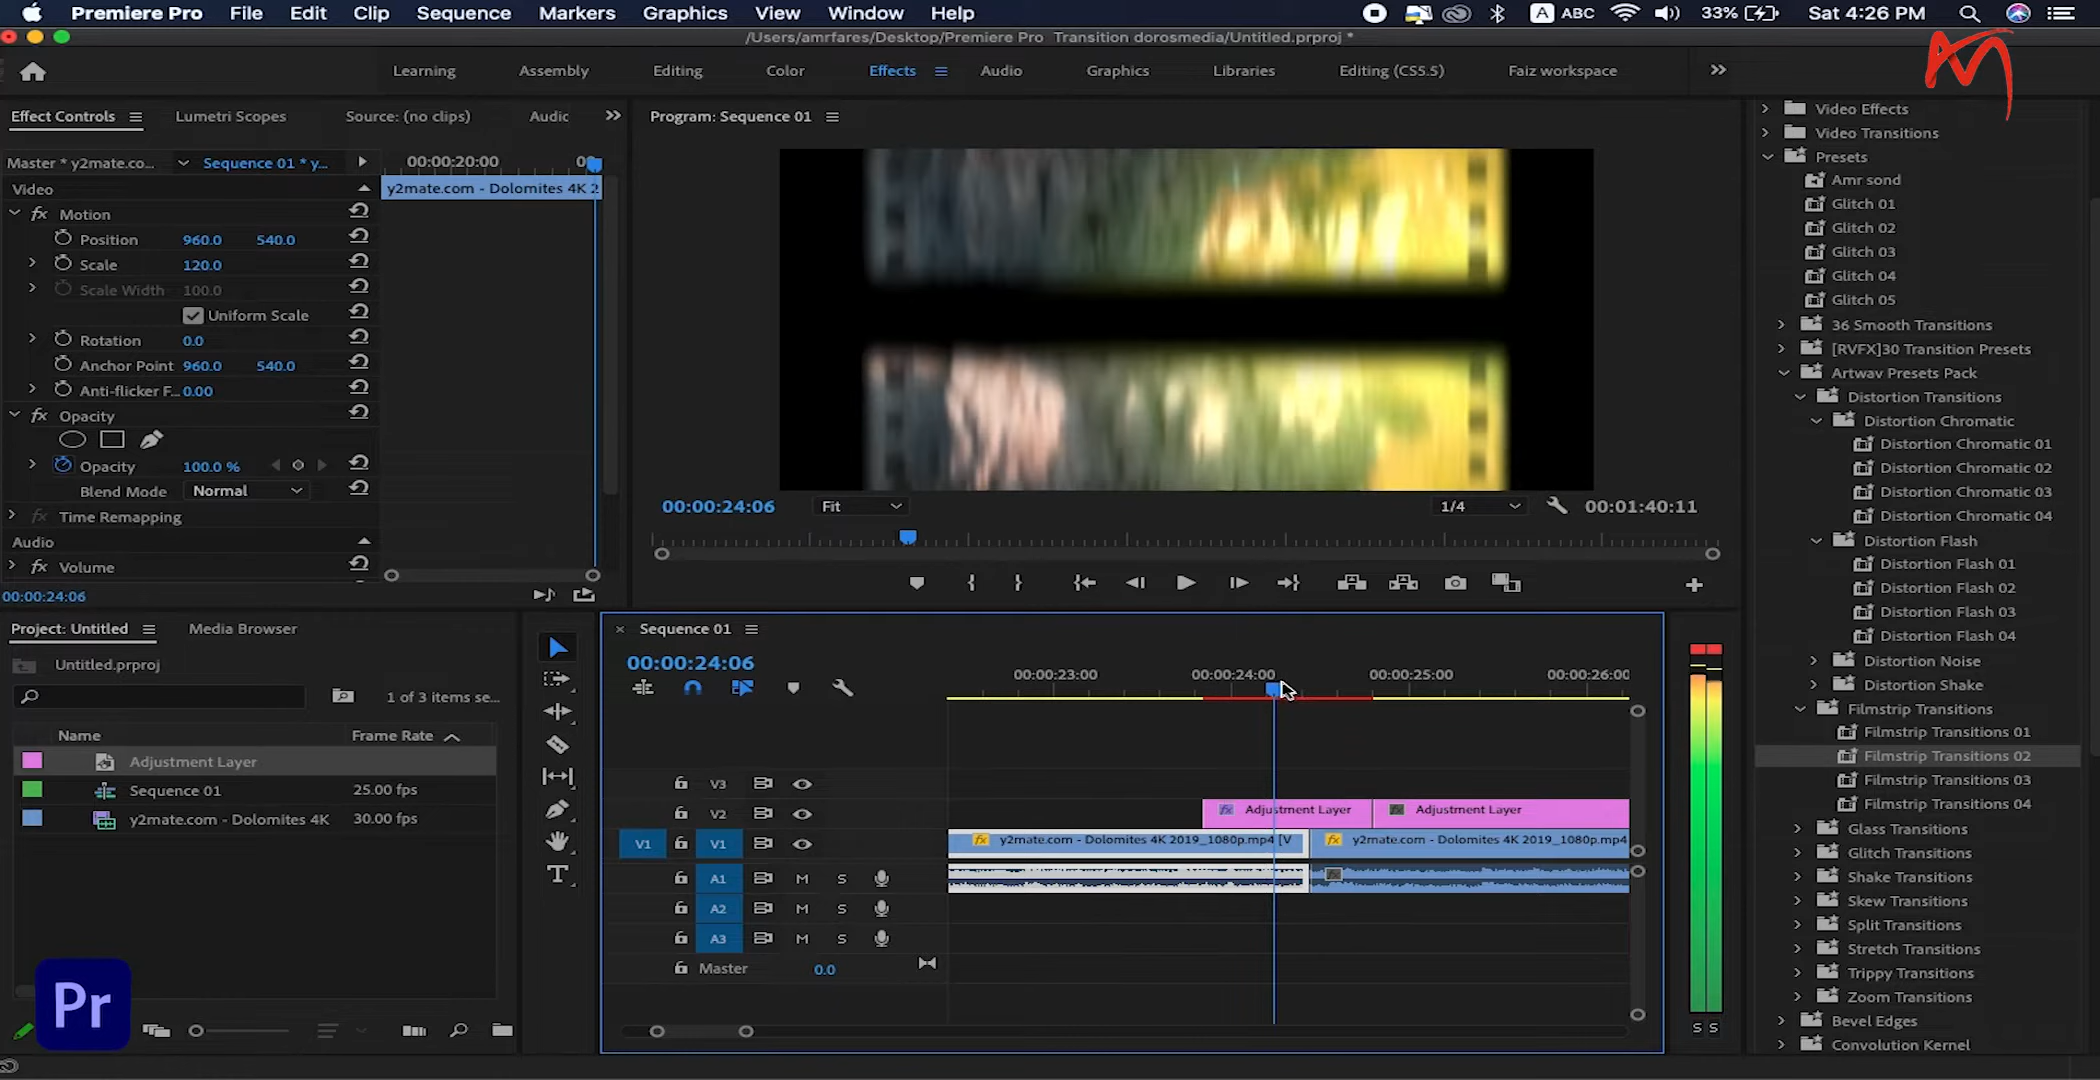 Premiere Pro File Edit Clip Sequence Markers Graphics View Window Help
A ABC 33% Sat 4:26 PM
/Users/amrfares/Desktop/Premiere Pro Transition dorosmedia/Untitled.prproj *
Learning Assembly Editing Color Effects Audio Graphics Libraries Editing (CS5.5) Faiz workspace
Effect Controls Lumetri Scopes Source: (no clips) Audic
Master * y2mate.co... Sequence 01 * y... 00:00:20:00
Video
y2mate.com - Dolomites 4K 2
fx Motion
Position 960.0 540.0
Scale 120.0
Scale Width 100.0
Uniform Scale
Rotation 0.0
Anchor Point 960.0 540.0
Anti-flicker F... 0.00
fx Opacity
Opacity 100.0 %
Blend Mode Normal
fx Time Remapping
Audio
fx Volume
00:00:24:06
Program: Sequence 01
00:00:24:06 Fit 1/4 00:01:40:11
Project: Untitled Media Browser
Untitled.prproj
1 of 3 items se...
Name Frame Rate
Adjustment Layer
Sequence 01 25.00 fps
y2mate.com - Dolomites 4K 30.00 fps
Pr
Sequence 01
00:00:24:06
00:00:23:00 00:00:24:00 00:00:25:00 00:00:26:00
V3
V2 fx Adjustment Layer fx Adjustment Layer
V1 V1 fx y2mate.com - Dolomites 4K 2019_1080p.mp4 [V fx y2mate.com - Dolomites 4K 2019_1080p.mp4
A1 M S fx
A2 M S
A3 M S
Master 0.0
S S
Video Effects
Video Transitions
Presets
Amr sond
Glitch 01
Glitch 02
Glitch 03
Glitch 04
Glitch 05
36 Smooth Transitions
[RVFX]30 Transition Presets
Artwav Presets Pack
Distortion Transitions
Distortion Chromatic
Distortion Chromatic 01
Distortion Chromatic 02
Distortion Chromatic 03
Distortion Chromatic 04
Distortion Flash
Distortion Flash 01
Distortion Flash 02
Distortion Flash 03
Distortion Flash 04
Distortion Noise
Distortion Shake
Filmstrip Transitions
Filmstrip Transitions 01
Filmstrip Transitions 02
Filmstrip Transitions 03
Filmstrip Transitions 04
Glass Transitions
Glitch Transitions
Shake Transitions
Skew Transitions
Split Transitions
Stretch Transitions
Trippy Transitions
Zoom Transitions
Bevel Edges
Convolution Kernel